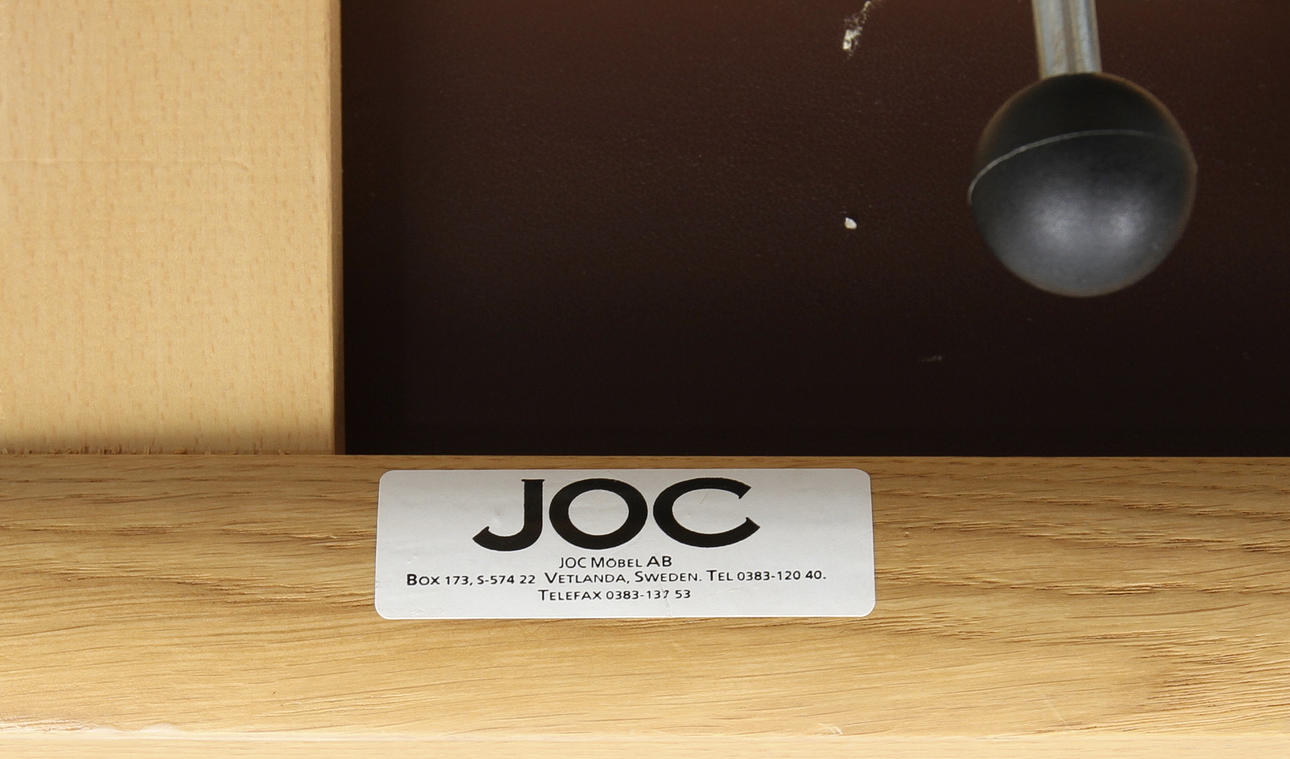 JOC
JOC MÖBEL AB
BOX 173, S-574 22 VETLANDA, SWEDEN. TEL 0383-120 40.
TELEFAX 0383-137 53